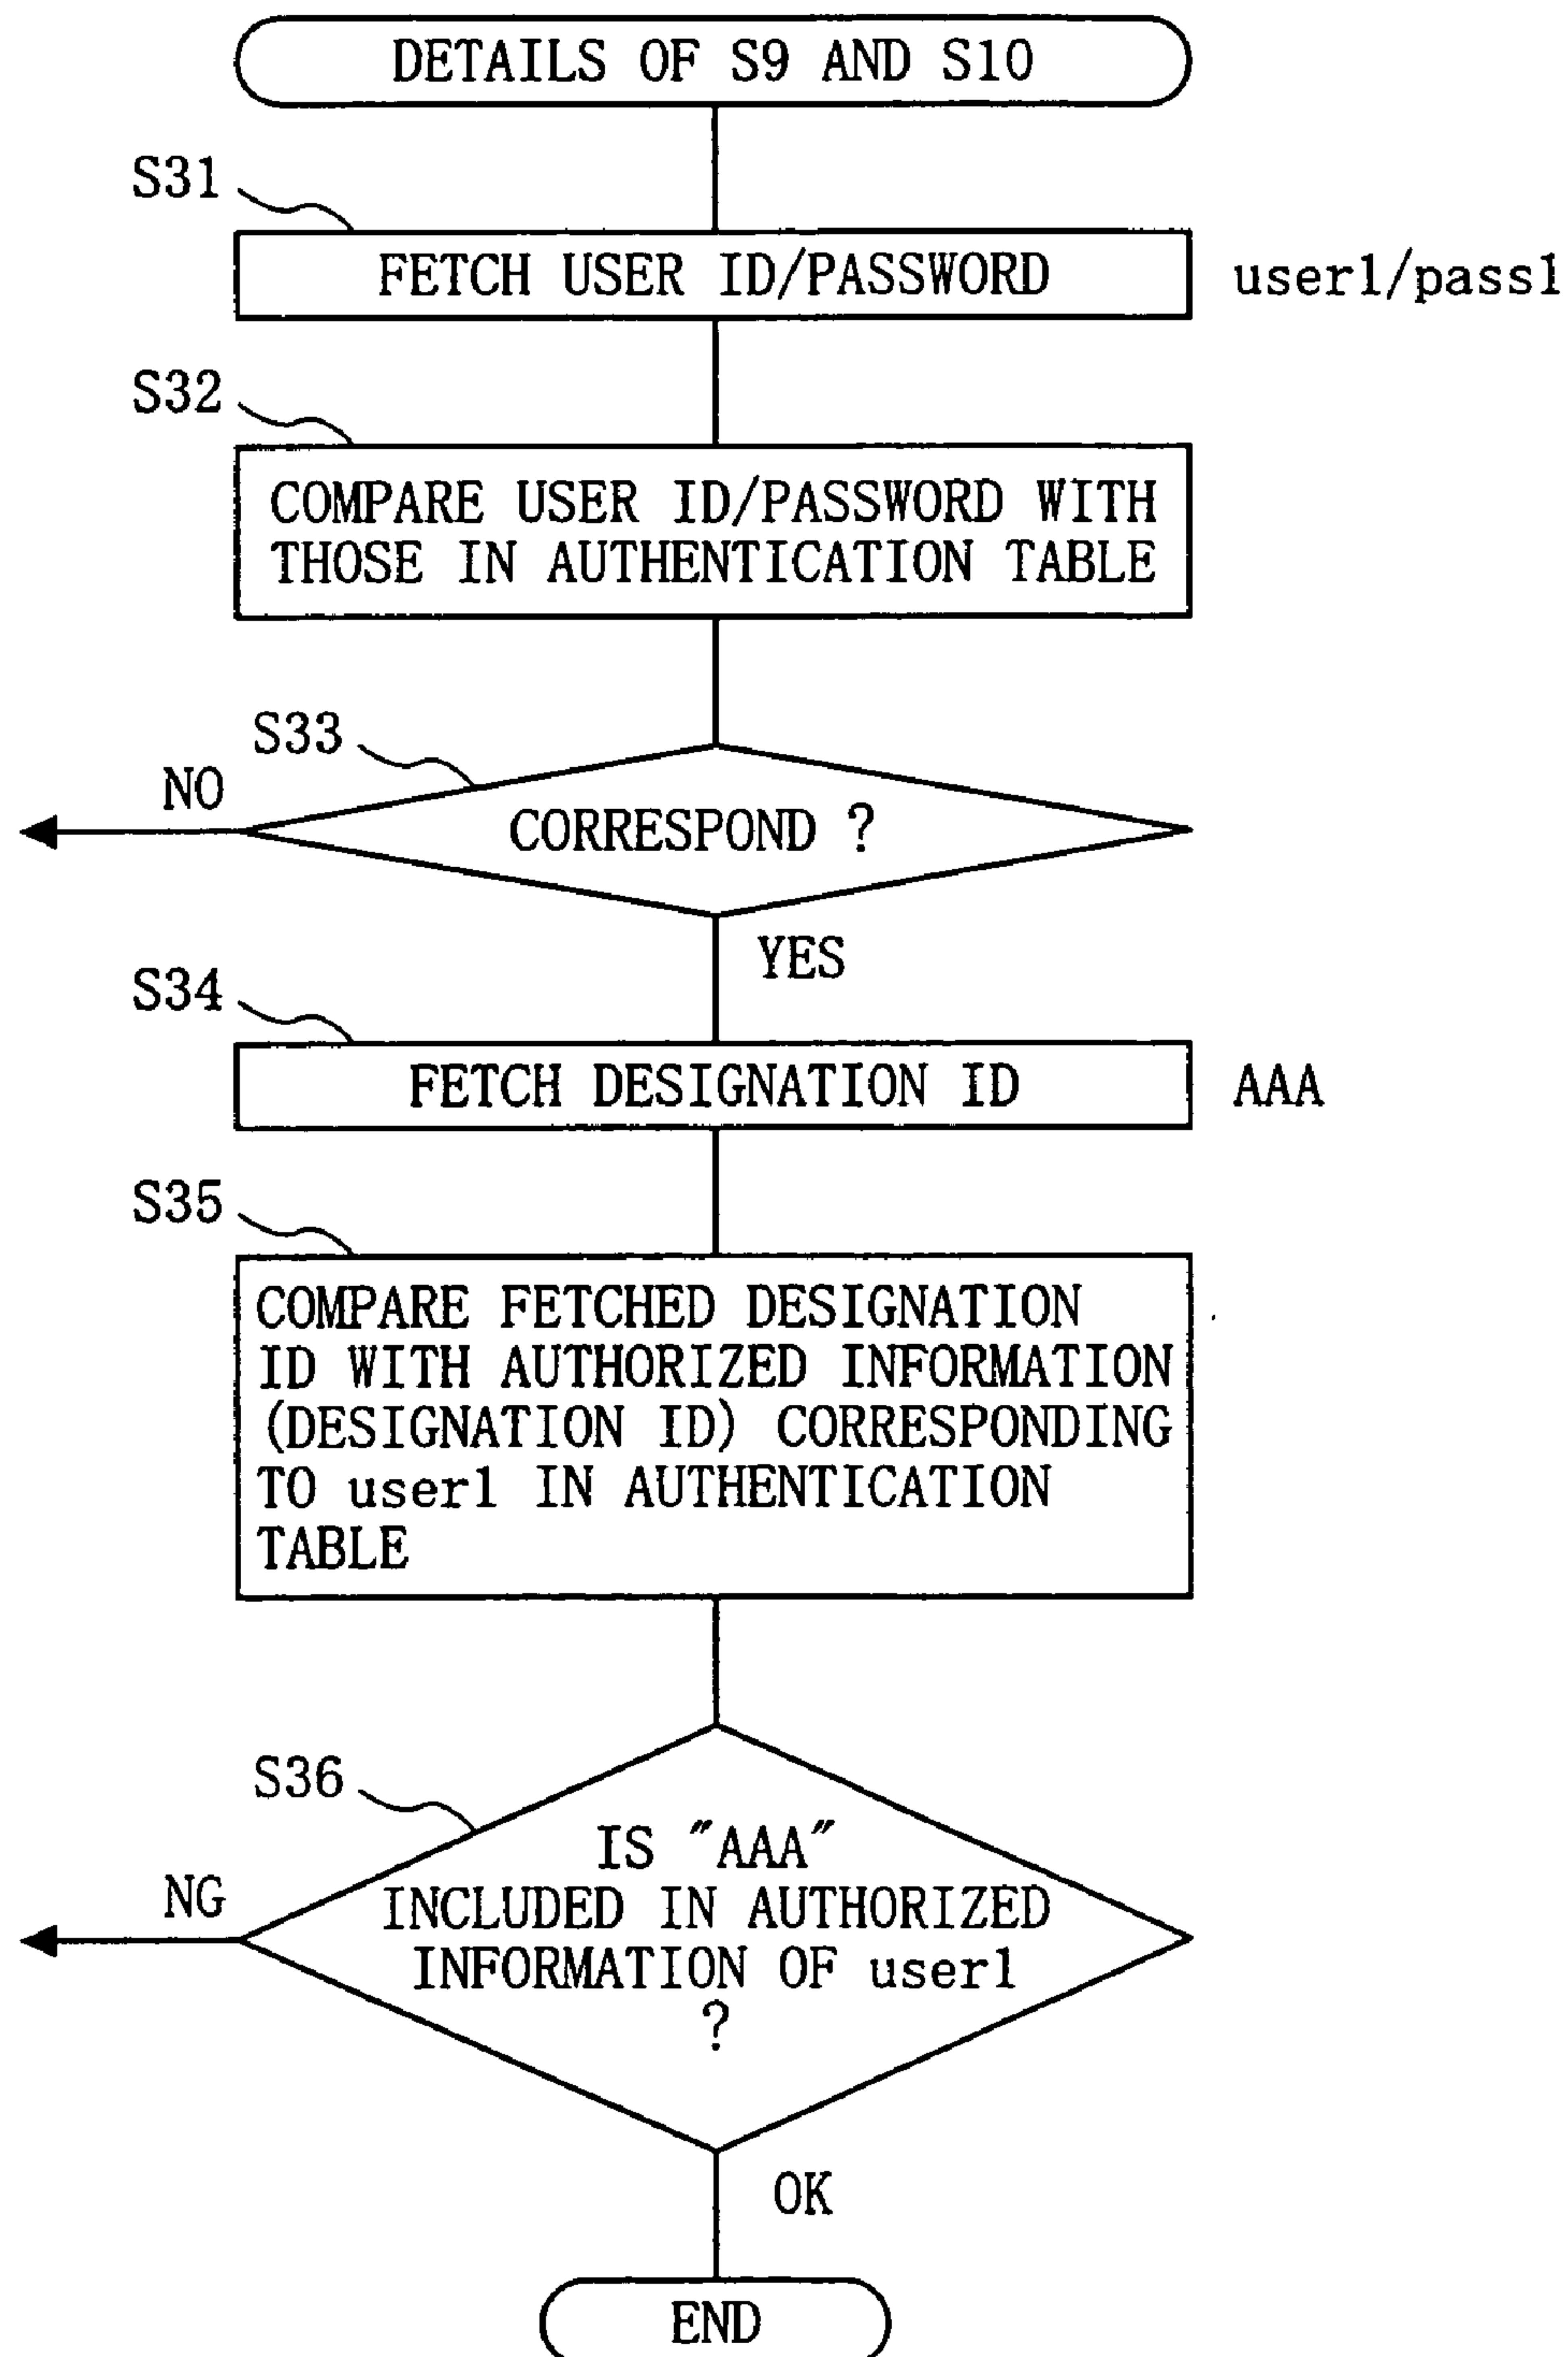 DETAILS OF S9 AND S10
S31
FETCH USER ID/PASSWORD
user1/pass1
S32
COMPARE USER ID/PASSWORD WITH
THOSE IN AUTHENTICATION TABLE
S33
NO
CORRESPOND ?
YES
S34
FETCH DESIGNATION ID
AAA
S35
COMPARE FETCHED DESIGNATION
ID WITH AUTHORIZED INFORMATION
(DESIGNATION ID) CORRESPONDING
TO user1 IN AUTHENTICATION
TABLE
S36
NG
IS "AAA"
INCLUDED IN AUTHORIZED
INFORMATION OF user1
?
OK
END